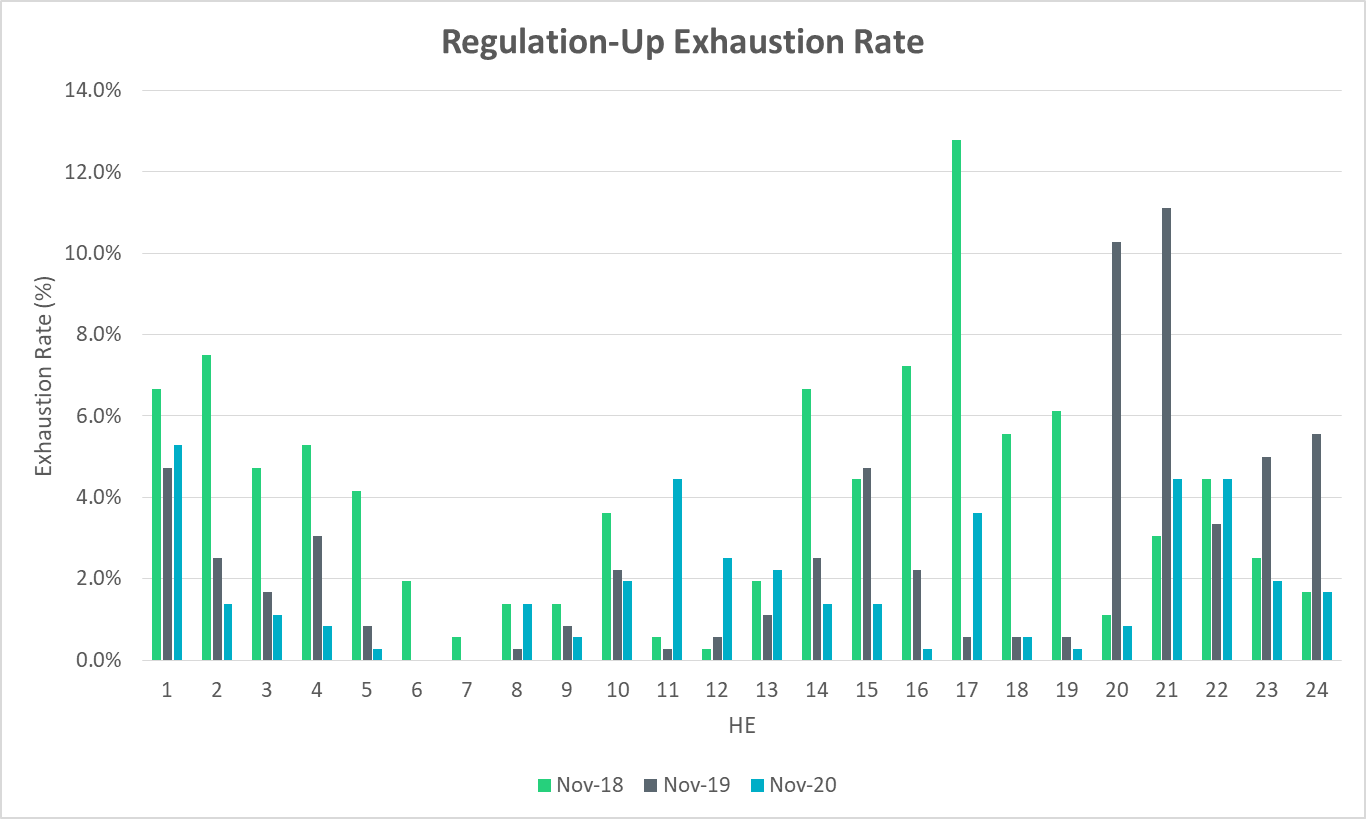 Regulation-Up Exhaustion Rate
14.0%
12.0%
10.0%
8.0%
6.0%
4.0%
2.0%
0.0%
Exhaustion Rate (%)
1 2 3 4 5 6 7 8 9 10 11 12 13 14 15 16 17 18 19 20 21 22 23 24
HE
Nov-18 Nov-19 Nov-20